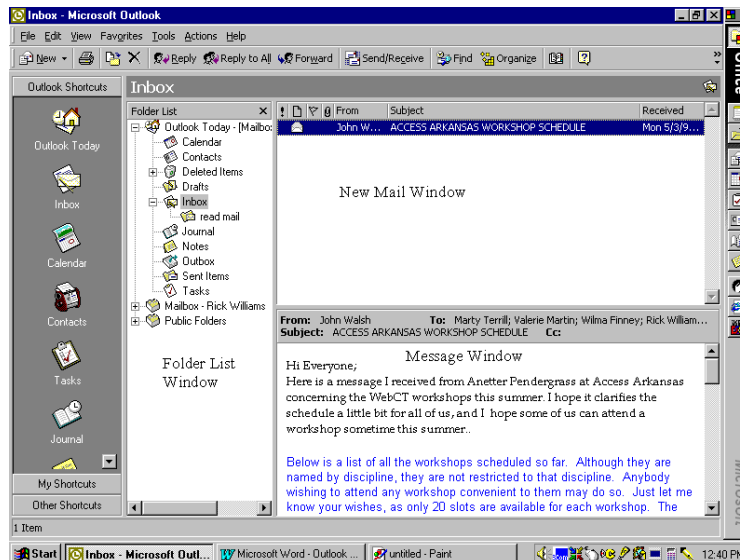 Inbox - Microsoft Outlook
File Edit View Favorites Tools Actions Help
New Reply Reply to All Forward Send/Receive Find Organize
Outlook Shortcuts
Inbox
Folder List
From Subject Received
Outlook Today - [Mailbo:
John W... ACCESS ARKANSAS WORKSHOP SCHEDULE Mon 5/3/9...
Calendar
Contacts
Deleted Items
Drafts
Inbox
read mail
Journal
Notes
Outbox
Sent Items
Tasks
Mailbox - Rick Williams
Public Folders
Outlook Today
Inbox
Calendar
Contacts
Tasks
Journal
My Shortcuts
Other Shortcuts
New Mail Window
Folder List
Window
From: John Walsh To: Marty Terrill; Valerie Martin; Wilma Finney; Rick William...
Subject: ACCESS ARKANSAS WORKSHOP SCHEDULE Cc:
Message Window
Hi Everyone;
Here is a message I received from Anetter Pendergrass at Access Arkansas
concerning the WebCT workshops this summer. I hope it clarifies the
schedule a little bit for all of us, and I hope some of us can attend a
workshop sometime this summer..
Below is a list of all the workshops scheduled so far. Although they are
named by discipline, they are not restricted to that discipline. Anybody
wishing to attend any workshop convenient to them may do so. Just let me
know your wishes, as only 20 slots are available for each workshop. The
1 Item
Start Inbox - Microsoft Outl... Microsoft Word - Outlook ... untitled - Paint 12:40 PM
Office